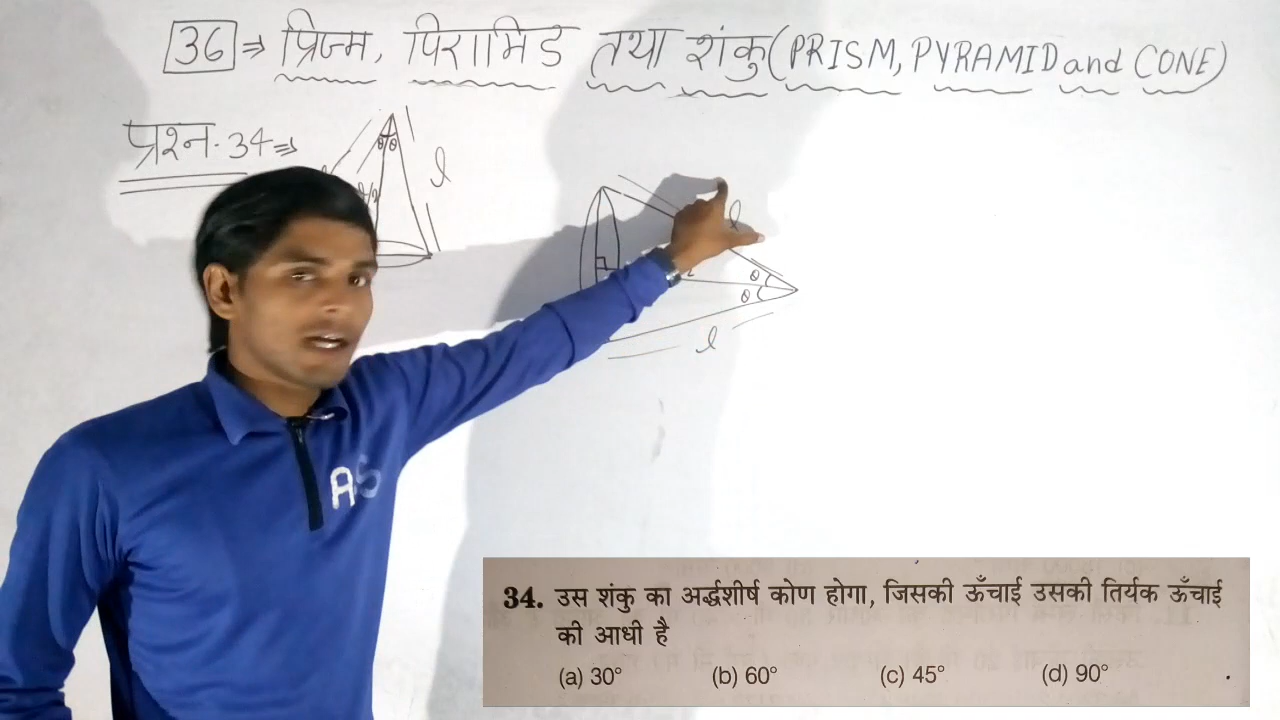 36 ⇒ प्रिज्म, पिरामिड तथा शंकु (PRISM, PYRAMID and CONE)
प्रश्न. 34 ⇒
θ θ
l
l
θ
θ
l
AS
34. उस शंकु का अर्द्धशीर्ष कोण होगा, जिसकी ऊँचाई उसकी तिर्यक ऊँचाई
की आधी है
(a) 30° (b) 60° (c) 45° (d) 90°